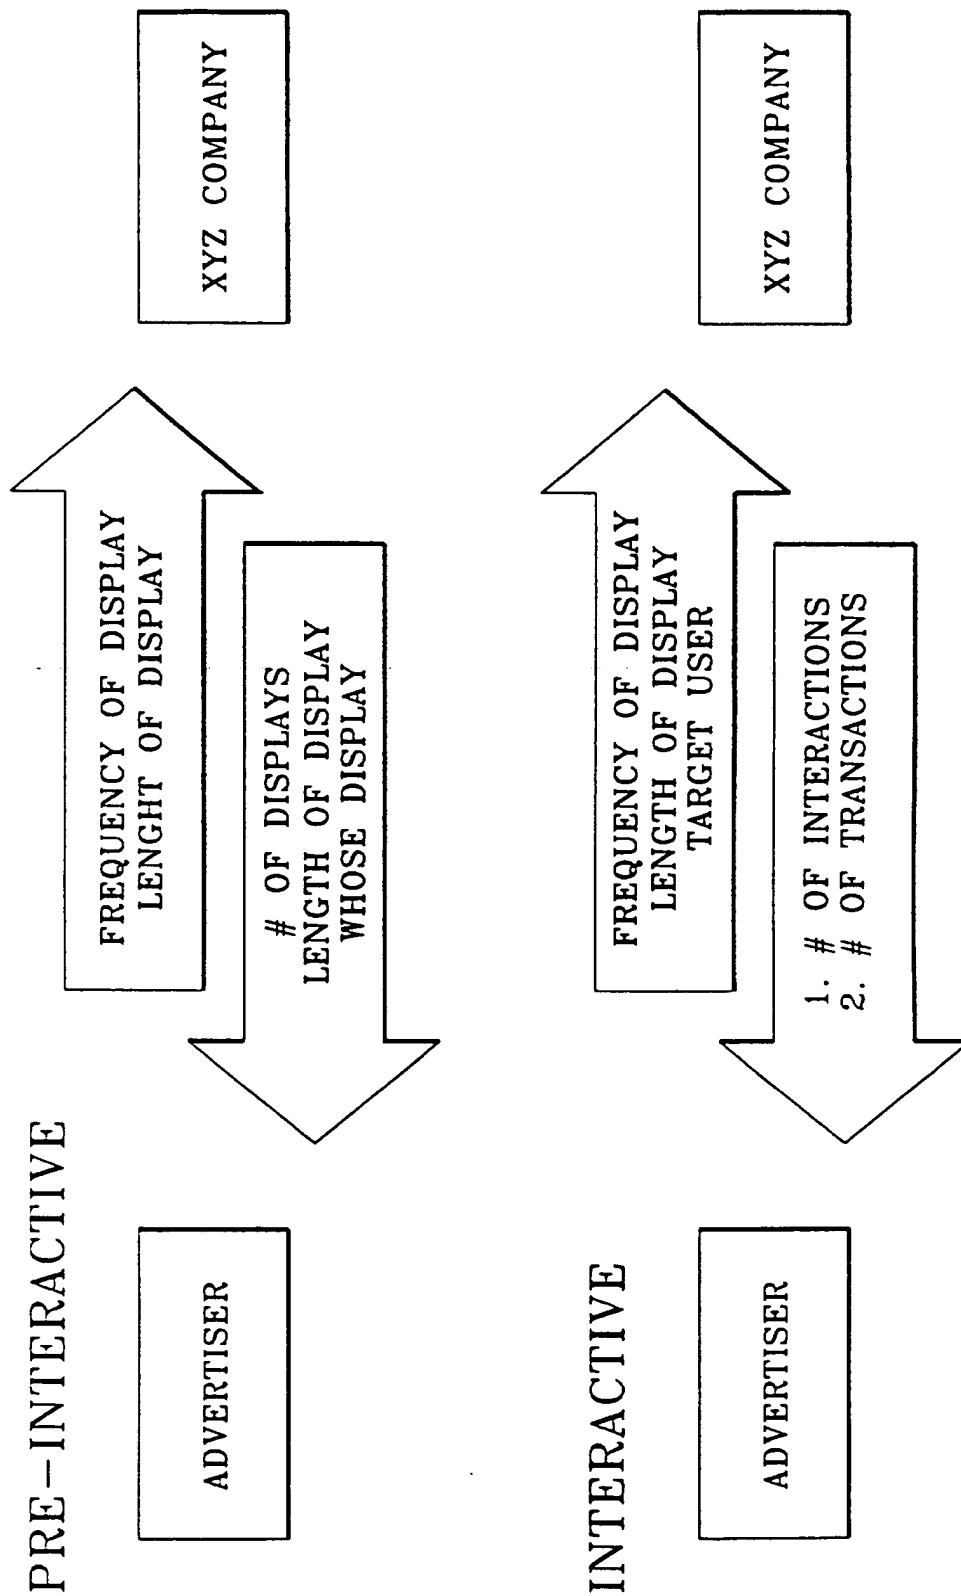 PRE-INTERACTIVE
ADVERTISER
FREQUENCY OF DISPLAY
LENGHT OF DISPLAY
# OF DISPLAYS
LENGTH OF DISPLAY
WHOSE DISPLAY
XYZ COMPANY
INTERACTIVE
ADVERTISER
FREQUENCY OF DISPLAY
LENGTH OF DISPLAY
TARGET USER
1. # OF INTERACTIONS
2. # OF TRANSACTIONS
XYZ COMPANY